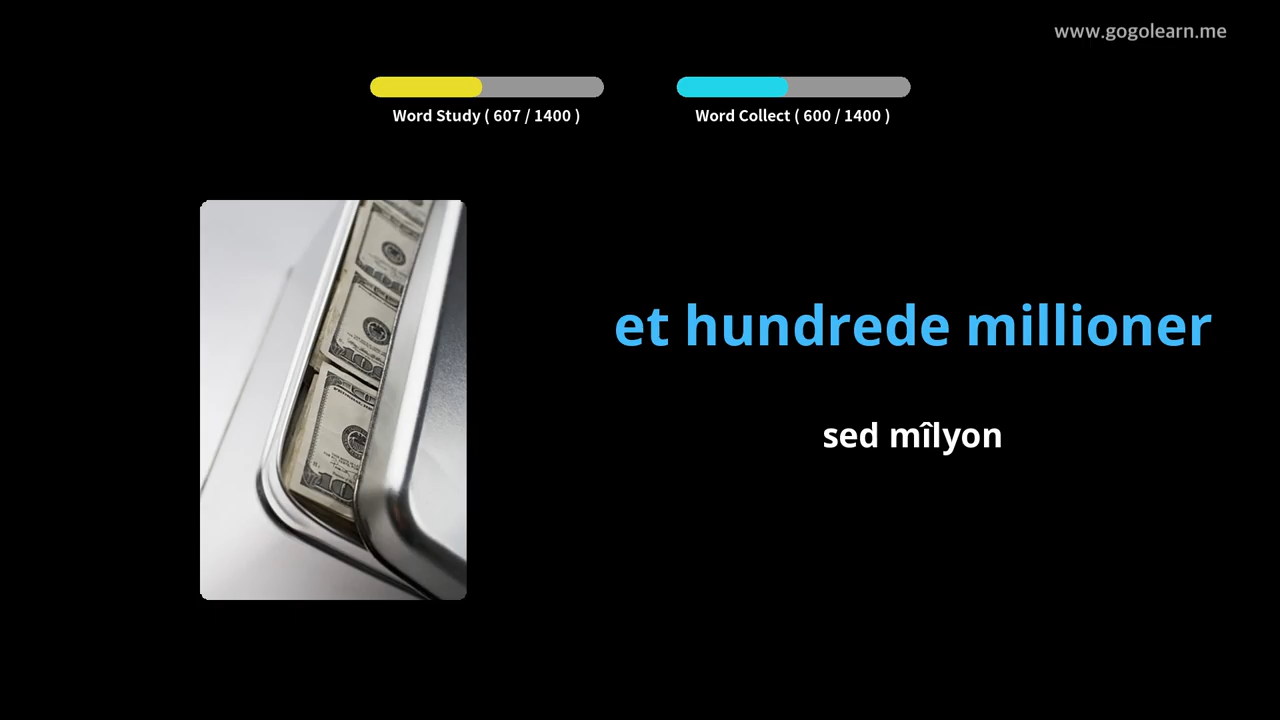 www.gogolearn.me
Word Study ( 607 / 1400 )
Word Collect ( 600 / 1400 )
et hundrede millioner
sed mîlyon